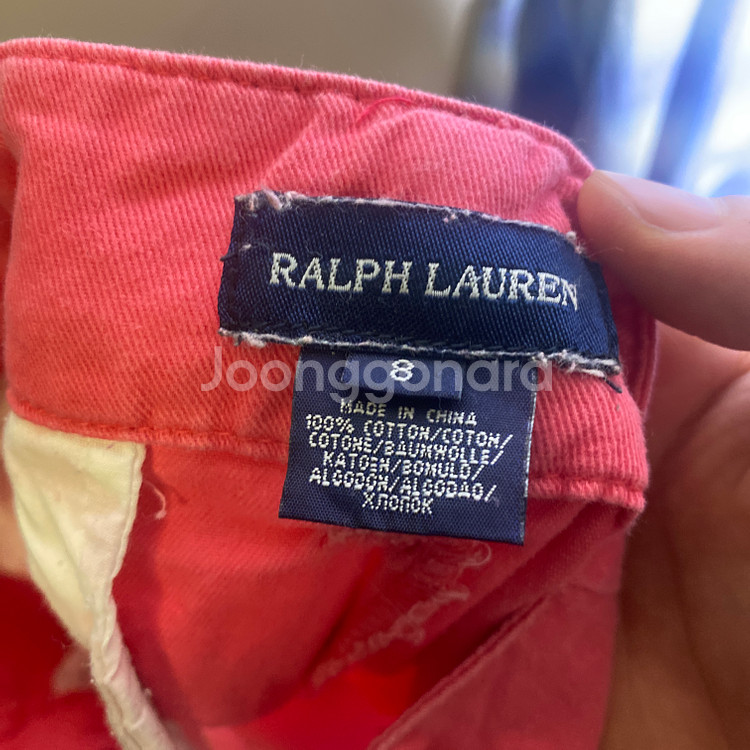 RALPH LAUREN
8
Joonggonara
MADE IN CHINA
100% COTTON/COTON/
COTONE/BAUMWOLLE/
KATOEN/BOMULD/
ALGODON/ALGODAO/
ХЛОПОК